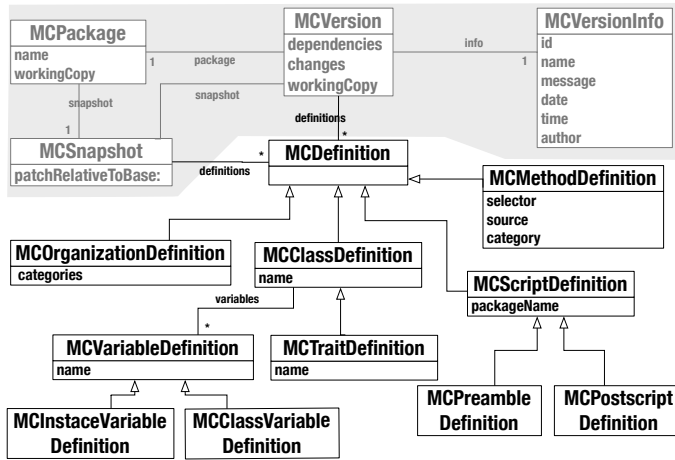 MCPackage
name
workingCopy
MCVersion
dependencies
changes
workingCopy
MCVersionInfo
id
name
message
date
time
author
1
package
info
1
snapshot
snapshot
1
definitions
*
MCSnapshot
patchRelativeToBase:
*
definitions
MCDefinition
MCMethodDefinition
selector
source
category
MCOrganizationDefinition
categories
MCClassDefinition
name
MCScriptDefinition
packageName
variables
*
MCVariableDefinition
name
MCTraitDefinition
name
MCInstaceVariable
Definition
MCClassVariable
Definition
MCPreamble
Definition
MCPostscript
Definition